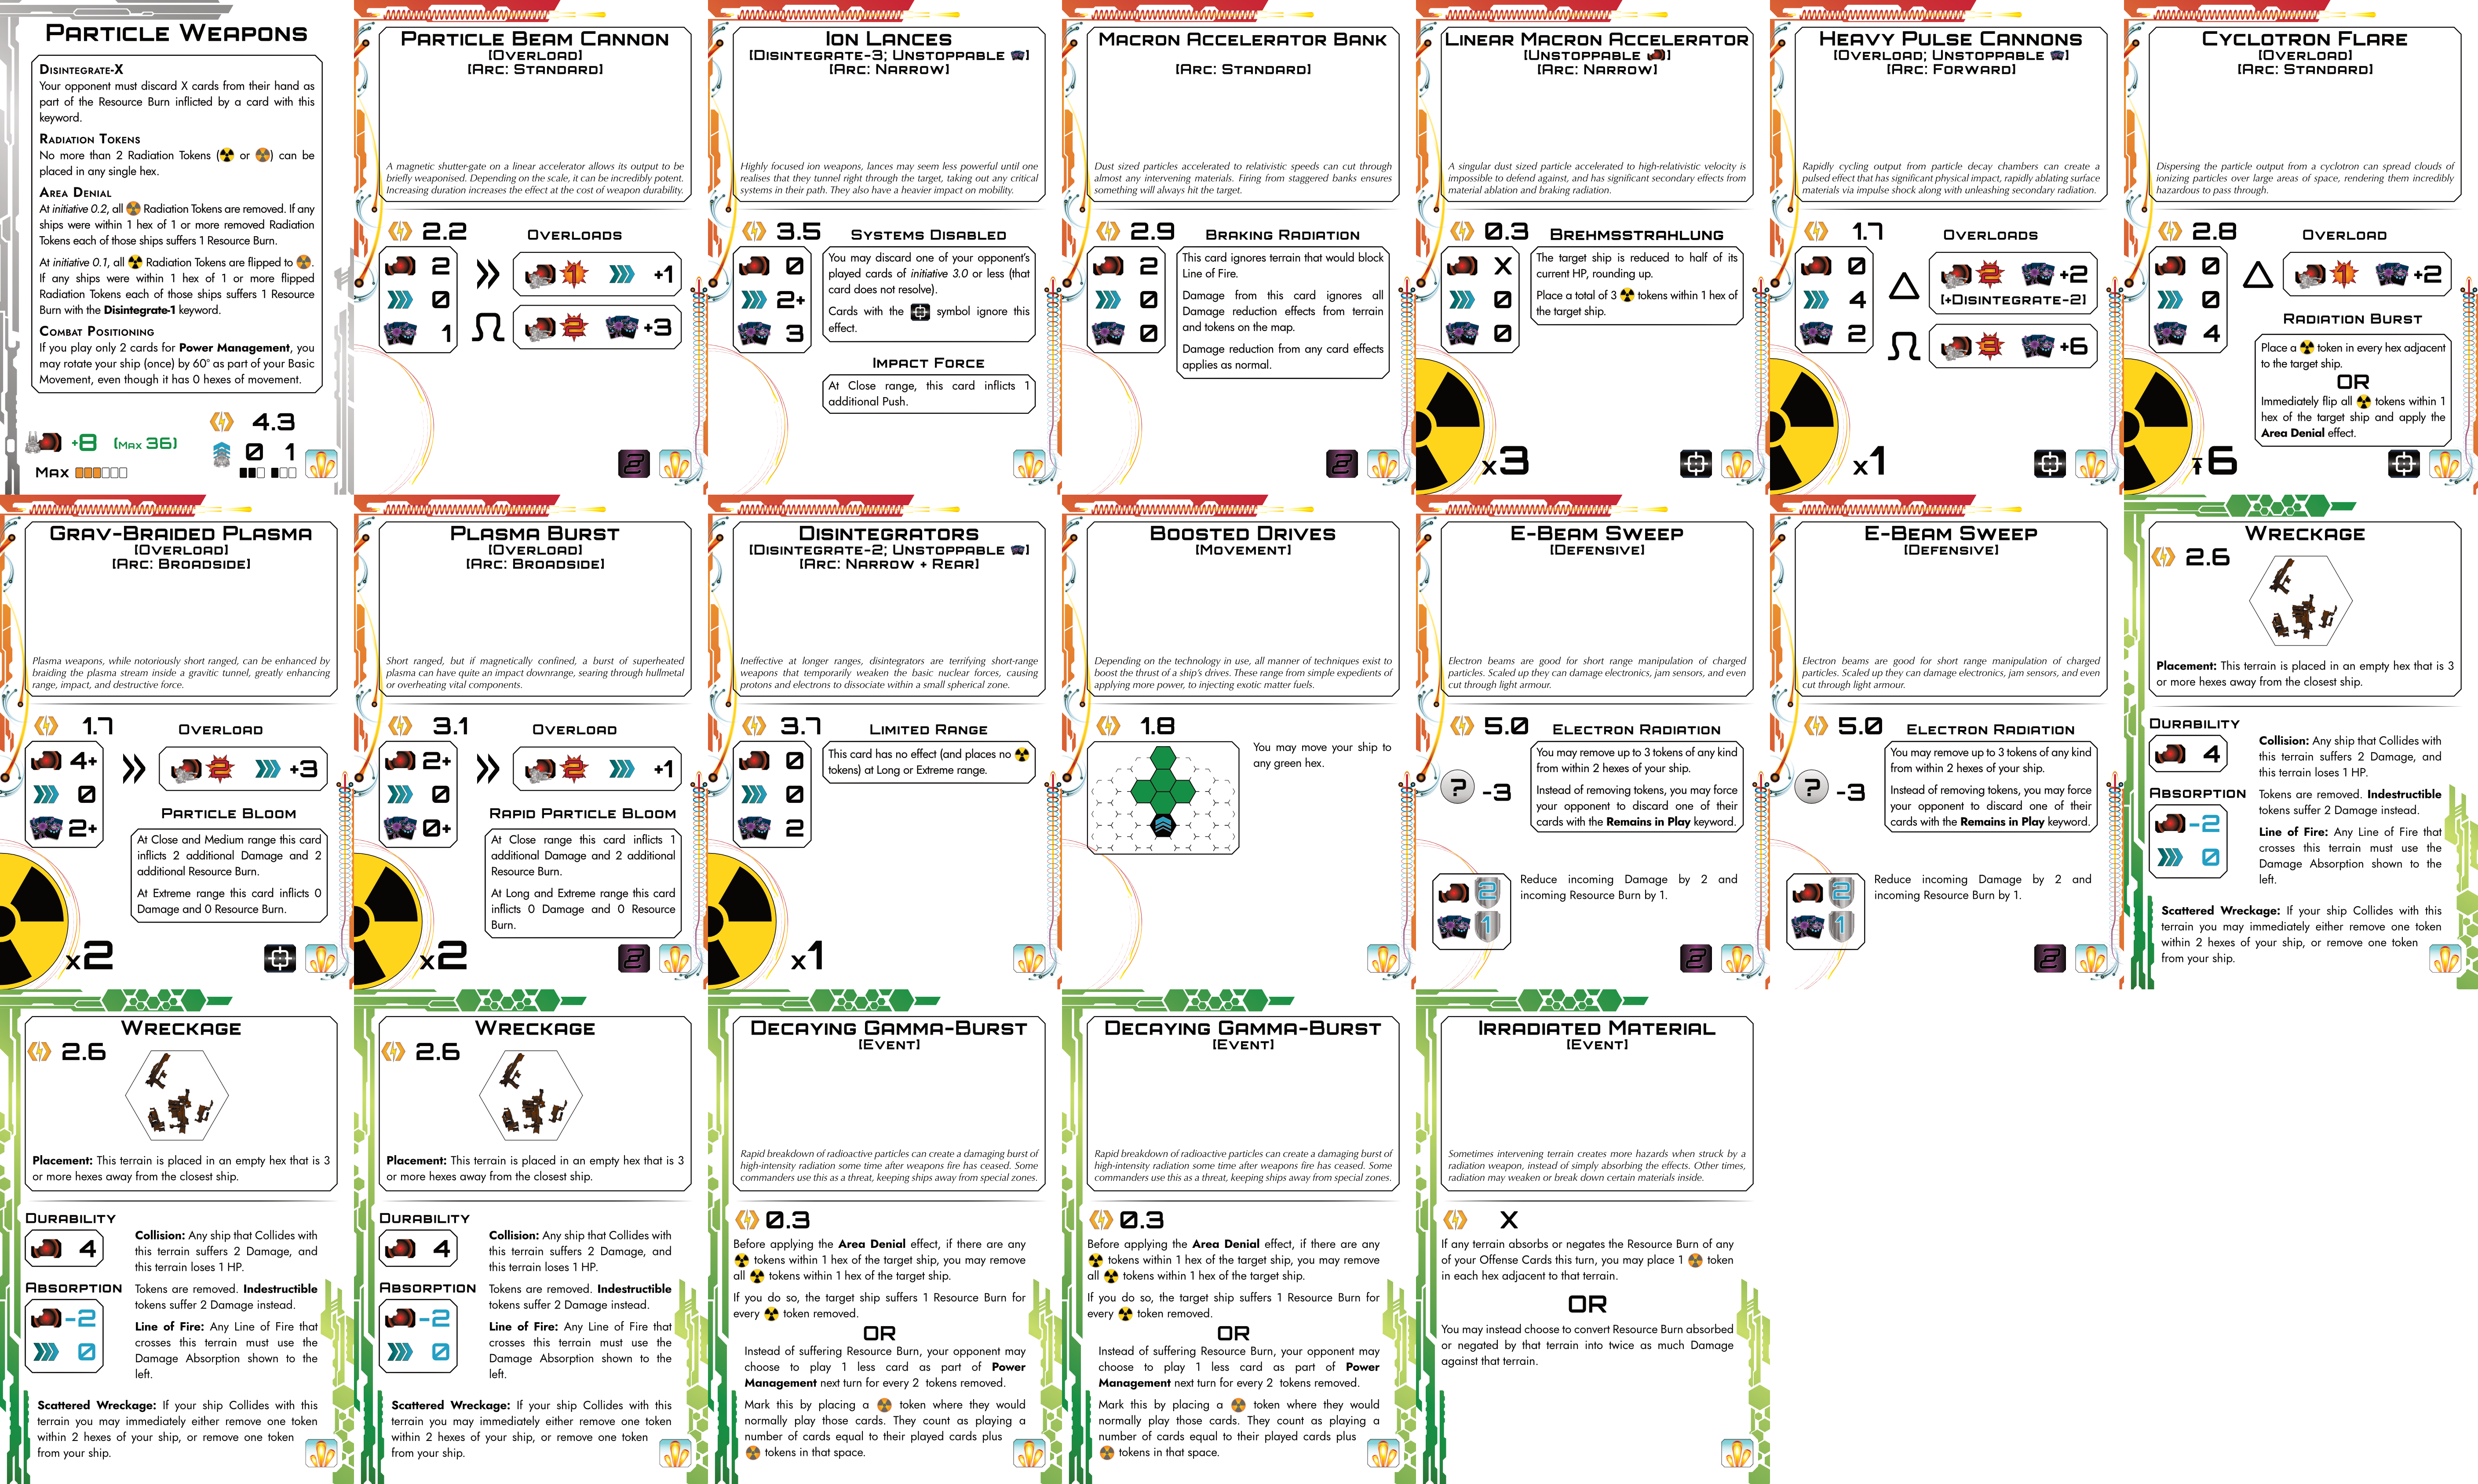 PARTICLE WEAPONS
DISINTEGRATE-X
Your opponent must discard X cards from their hand as
part of the Resource Burn inflicted by a card with this
keyword.
RADIATION TOKENS
No more than 2 Radiation Tokens ( or ) can be
placed in any single hex.
AREA DENIAL
At initiative 0.2, all Radiation Tokens are removed. If any
ships were within 1 hex of 1 or more removed Radiation
Tokens each of those ships suffers 1 Resource Burn.
At initiative 0.1, all Radiation Tokens are flipped to .
If any ships were within 1 hex of 1 or more flipped
Radiation Tokens each of those ships suffers 1 Resource
Burn with the Disintegrate-1 keyword.
COMBAT POSITIONING
If you play only 2 cards for Power Management, you
may rotate your ship (once) by 60° as part of your Basic
Movement, even though it has 0 hexes of movement.
4.3
+8 (MAX 36)
0 1
MAX
PARTICLE BEAM CANNON
[OVERLOAD]
[ARC: STANDARD]
A magnetic shutter-gate on a linear accelerator allows its output to be
briefly weaponised. Depending on the scale, it can be incredibly potent.
Increasing duration increases the effect at the cost of weapon durability.
2.2
OVERLOADS
2
1 +1
0
1
2 +3
2
ION LANCES
[DISINTEGRATE-3; UNSTOPPABLE ]
[ARC: NARROW]
Highly focused ion weapons, lances may seem less powerful until one
realises that they tunnel right through the target, taking out any critical
systems in their path. They also have a heavier impact on mobility.
3.5
0
2+
3
SYSTEMS DISABLED
You may discard one of your opponent's
played cards of initiative 3.0 or less (that
card does not resolve).
Cards with the symbol ignore this
effect.
IMPACT FORCE
At Close range, this card inflicts 1
additional Push.
MACRON ACCELERATOR BANK
[ARC: STANDARD]
Dust sized particles accelerated to relativistic speeds can cut through
almost any intervening materials. Firing from staggered banks ensures
something will always hit the target.
2.9
2
0
0
BRAKING RADIATION
This card ignores terrain that would block
Line of Fire.
Damage from this card ignores all
Damage reduction effects from terrain
and tokens on the map.
Damage reduction from any card effects
applies as normal.
2
LINEAR MACRON ACCELERATOR
[UNSTOPPABLE ]
[ARC: NARROW]
A singular dust sized particle accelerated to high-relativistic velocity is
impossible to defend against, and has significant secondary effects from
material ablation and braking radiation.
0.3
X
0
0
BREHMSSTRAHLUNG
The target ship is reduced to half of its
current HP, rounding up.
Place a total of 3 tokens within 1 hex of
the target ship.
x3
HEAVY PULSE CANNONS
[OVERLOAD; UNSTOPPABLE ]
[ARC: FORWARD]
Rapidly cycling output from particle decay chambers can create a
pulsed effect that has significant physical impact, rapidly ablating surface
materials via impulse shock along with unleashing secondary radiation.
1.7
0
4
2
OVERLOADS
2 +2
[+DISINTEGRATE-2]
3 +6
x1
CYCLOTRON FLARE
[OVERLOAD]
[ARC: STANDARD]
Dispersing the particle output from a cyclotron can spread clouds of
ionizing particles over large areas of space, rendering them incredibly
hazardous to pass through.
2.8
0
0
4
OVERLOAD
1 +2
RADIATION BURST
Place a token in every hex adjacent
to the target ship.
OR
Immediately flip all tokens within 1
hex of the target ship and apply the
Area Denial effect.
6
GRAV-BRAIDED PLASMA
[OVERLOAD]
[ARC: BROADSIDE]
Plasma weapons, while notoriously short ranged, can be enhanced by
braiding the plasma stream inside a gravitic tunnel, greatly enhancing
range, impact, and destructive force.
1.7
4+
0
2+
OVERLOAD
2 +3
PARTICLE BLOOM
At Close and Medium range this card
inflicts 2 additional Damage and 2
additional Resource Burn.
At Extreme range this card inflicts 0
Damage and 0 Resource Burn.
x2
PLASMA BURST
[OVERLOAD]
[ARC: BROADSIDE]
Short ranged, but if magnetically confined, a burst of superheated
plasma can have quite an impact downrange, searing through hullmetal
or overheating vital components.
3.1
2+
0
0+
OVERLOAD
2 +1
RAPID PARTICLE BLOOM
At Close range this card inflicts 1
additional Damage and 2 additional
Resource Burn.
At Long and Extreme range this card
inflicts 0 Damage and 0 Resource
Burn.
x2
2
DISINTEGRATORS
[DISINTEGRATE-2; UNSTOPPABLE ]
[ARC: NARROW + REAR]
Ineffective at longer ranges, disintegrators are terrifying short-range
weapons that temporarily weaken the basic nuclear forces, causing
protons and electrons to dissociate within a small spherical zone.
3.7
0
0
2
LIMITED RANGE
This card has no effect (and places no
tokens) at Long or Extreme range.
x1
BOOSTED DRIVES
[MOVEMENT]
Depending on the technology in use, all manner of techniques exist to
boost the thrust of a ship's drives. These range from simple expedients of
applying more power, to injecting exotic matter fuels.
1.8
You may move your ship to
any green hex.
E-BEAM SWEEP
[DEFENSIVE]
Electron beams are good for short range manipulation of charged
particles. Scaled up they can damage electronics, jam sensors, and even
cut through light armour.
5.0
? -3
ELECTRON RADIATION
You may remove up to 3 tokens of any kind
from within 2 hexes of your ship.
Instead of removing tokens, you may force
your opponent to discard one of their
cards with the Remains in Play keyword.
2
1
Reduce incoming Damage by 2 and
incoming Resource Burn by 1.
2
E-BEAM SWEEP
[DEFENSIVE]
Electron beams are good for short range manipulation of charged
particles. Scaled up they can damage electronics, jam sensors, and even
cut through light armour.
5.0
? -3
ELECTRON RADIATION
You may remove up to 3 tokens of any kind
from within 2 hexes of your ship.
Instead of removing tokens, you may force
your opponent to discard one of their
cards with the Remains in Play keyword.
2
1
Reduce incoming Damage by 2 and
incoming Resource Burn by 1.
2
WRECKAGE
2.6
Placement: This terrain is placed in an empty hex that is 3
or more hexes away from the closest ship.
DURABILITY
4
ABSORPTION
-2
0
Collision: Any ship that Collides with
this terrain suffers 2 Damage, and
this terrain loses 1 HP.
Tokens are removed. Indestructible
tokens suffer 2 Damage instead.
Line of Fire: Any Line of Fire that
crosses this terrain must use the
Damage Absorption shown to the
left.
Scattered Wreckage: If your ship Collides with this
terrain you may immediately either remove one token
within 2 hexes of your ship, or remove one token
from your ship.
WRECKAGE
2.6
Placement: This terrain is placed in an empty hex that is 3
or more hexes away from the closest ship.
DURABILITY
4
ABSORPTION
-2
0
Collision: Any ship that Collides with
this terrain suffers 2 Damage, and
this terrain loses 1 HP.
Tokens are removed. Indestructible
tokens suffer 2 Damage instead.
Line of Fire: Any Line of Fire that
crosses this terrain must use the
Damage Absorption shown to the
left.
Scattered Wreckage: If your ship Collides with this
terrain you may immediately either remove one token
within 2 hexes of your ship, or remove one token
from your ship.
WRECKAGE
2.6
Placement: This terrain is placed in an empty hex that is 3
or more hexes away from the closest ship.
DURABILITY
4
ABSORPTION
-2
0
Collision: Any ship that Collides with
this terrain suffers 2 Damage, and
this terrain loses 1 HP.
Tokens are removed. Indestructible
tokens suffer 2 Damage instead.
Line of Fire: Any Line of Fire that
crosses this terrain must use the
Damage Absorption shown to the
left.
Scattered Wreckage: If your ship Collides with this
terrain you may immediately either remove one token
within 2 hexes of your ship, or remove one token
from your ship.
DECAYING GAMMA-BURST
[EVENT]
Rapid breakdown of radioactive particles can create a damaging burst of
high-intensity radiation some time after weapons fire has ceased. Some
commanders use this as a threat, keeping ships away from special zones.
0.3
Before applying the Area Denial effect, if there are any
tokens within 1 hex of the target ship, you may remove
all tokens within 1 hex of the target ship.
If you do so, the target ship suffers 1 Resource Burn for
every token removed.
OR
Instead of suffering Resource Burn, your opponent may
choose to play 1 less card as part of Power
Management next turn for every 2 tokens removed.
Mark this by placing a token where they would
normally play those cards. They count as playing a
number of cards equal to their played cards plus
tokens in that space.
DECAYING GAMMA-BURST
[EVENT]
Rapid breakdown of radioactive particles can create a damaging burst of
high-intensity radiation some time after weapons fire has ceased. Some
commanders use this as a threat, keeping ships away from special zones.
0.3
Before applying the Area Denial effect, if there are any
tokens within 1 hex of the target ship, you may remove
all tokens within 1 hex of the target ship.
If you do so, the target ship suffers 1 Resource Burn for
every token removed.
OR
Instead of suffering Resource Burn, your opponent may
choose to play 1 less card as part of Power
Management next turn for every 2 tokens removed.
Mark this by placing a token where they would
normally play those cards. They count as playing a
number of cards equal to their played cards plus
tokens in that space.
IRRADIATED MATERIAL
[EVENT]
Sometimes intervening terrain creates more hazards when struck by a
radiation weapon, instead of simply absorbing the effects. Other times,
radiation may weaken or break down certain materials inside.
X
If any terrain absorbs or negates the Resource Burn of any
of your Offense Cards this turn, you may place 1 token
in each hex adjacent to that terrain.
OR
You may instead choose to convert Resource Burn absorbed
or negated by that terrain into twice as much Damage
against that terrain.